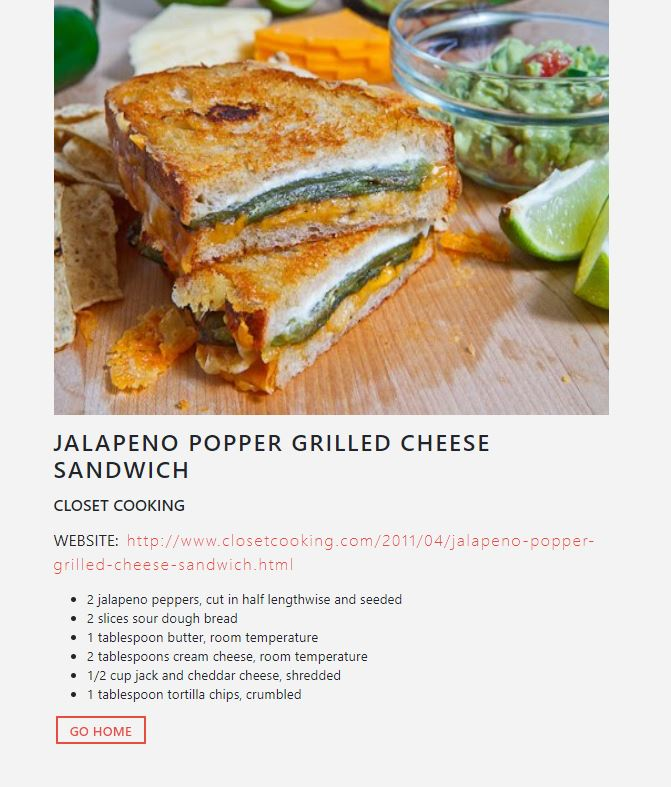 JALAPENO POPPER GRILLED CHEESE
SANDWICH
CLOSET COOKING
WEBSITE: http://www.closetcooking.com/2011/04/jalapeno-popper-
grilled-cheese-sandwich.html
2 jalapeno peppers, cut in half lengthwise and seeded
2 slices sour dough bread
1 tablespoon butter, room temperature
2 tablespoons cream cheese, room temperature
1/2 cup jack and cheddar cheese, shredded
1 tablespoon tortilla chips, crumbled
GO HOME